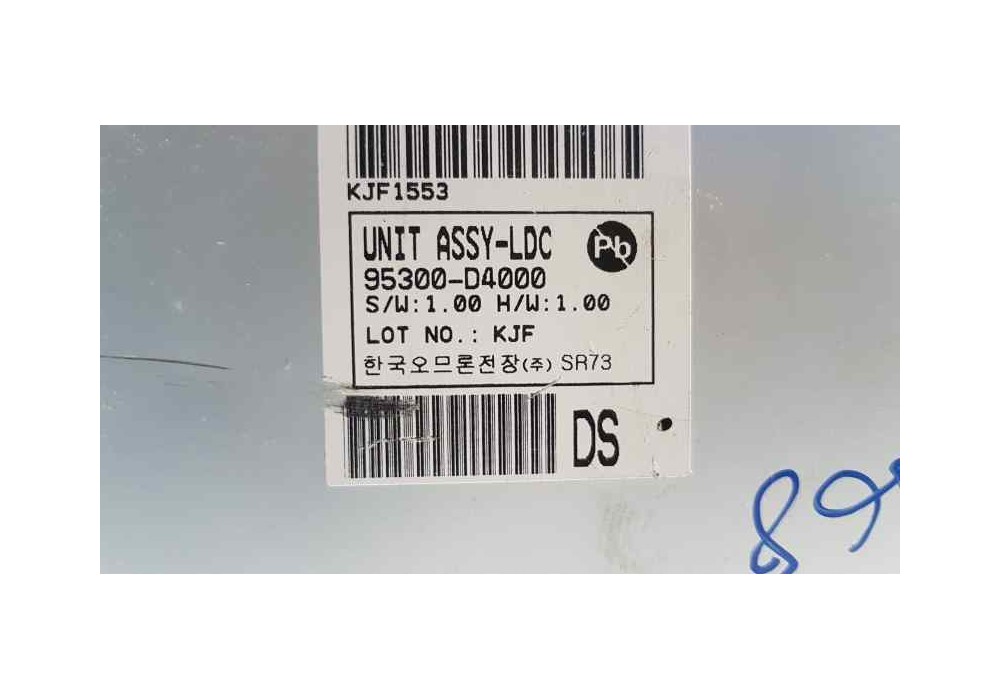 KJF1553
UNIT ASSY-LDC
Pb
95300-D4000
S/W:1.00 H/W:1.00
LOT NO.: KJF
한국오므론전장(주) SR73
DS
89